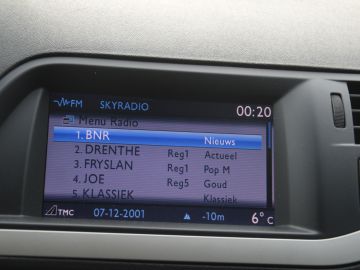 FM SKYRADIO 00:20
Menu Radio
1. BNR Nieuws
2. DRENTHE Reg1 Actueel
3. FRYSLAN Reg1 Pop M
4. JOE Reg5 Goud
5. KLASSIEK Klassiek
TMC 07-12-2001 ▲ -10m 6°C